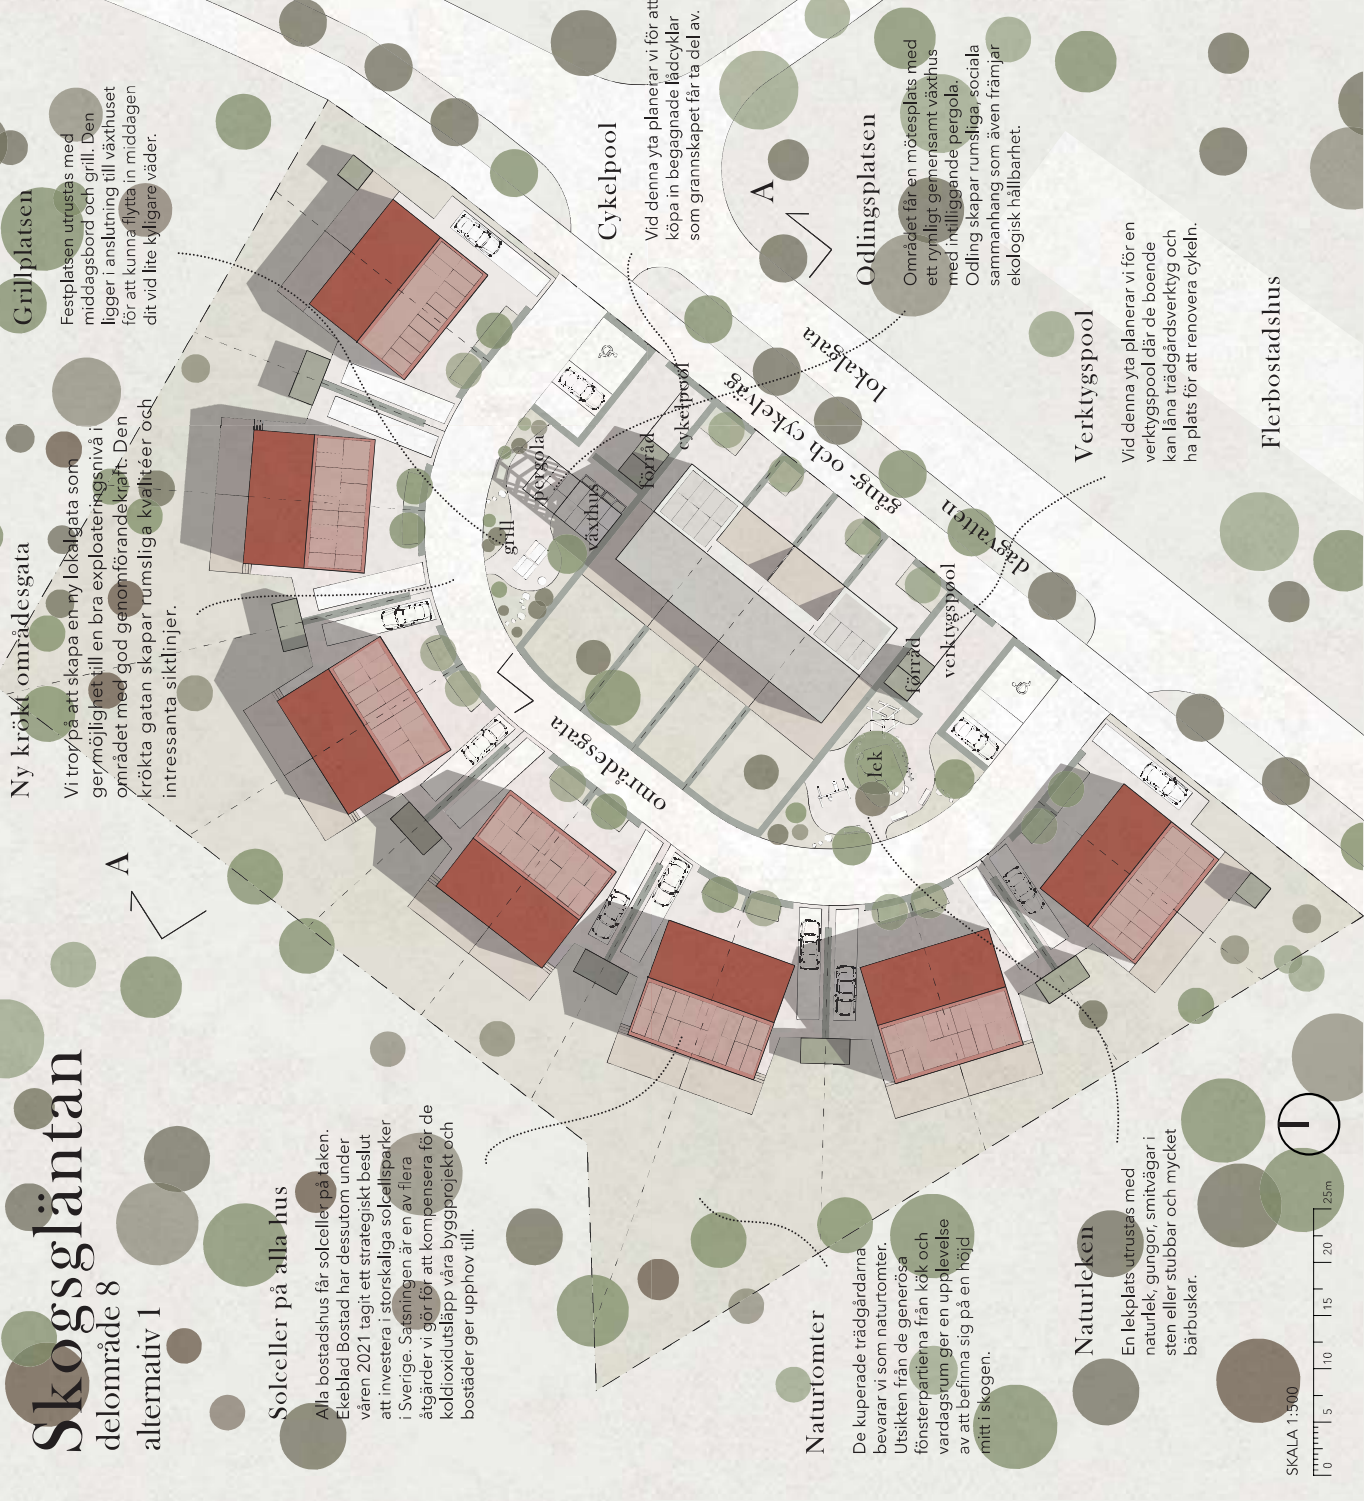 Skogsgläntan
delområde 8
alternativ 1
Ny krökt områdesgata
Vi tror på att skapa en ny lokalgata som
ger möjlighet till en bra exploateringsnivå i
området med god genomförandekraft. Den
krökta gatan skapar rumsliga kvalitéer och
intressanta siktlinjer.
Grillplatsen
Festplatsen utrustas med
middagsbord och grill. Den
ligger i anslutning till växthuset
för att kunna flytta in middagen
dit vid lite kyligare väder.
Solceller på alla hus
Alla bostadshus får solceller på taken.
Ekeblad Bostad har dessutom under
våren 2021 tagit ett strategiskt beslut
att investera i storskaliga solcellsparker
i Sverige. Satsningen är en av flera
åtgärder vi gör för att kompensera för de
koldioxidutsläpp våra byggprojekt och
bostäder ger upphov till.
Cykelpool
Vid denna yta planerar vi för att
köpa in begagnade lådcyklar
som grannskapet får ta del av.
Odlingsplatsen
Området får en mötesplats med
ett rymligt gemensamt växthus
med intilliggande pergola.
Odling skapar rumsliga, sociala
sammanhang som även främjar
ekologisk hållbarhet.
Naturtomter
De kuperade trädgårdarna
bevarar vi som naturtomter.
Utsikten från de generösa
fönsterpartierna från kök och
vardagsrum ger en upplevelse
av att befinna sig på en höjd
mitt i skogen.
Naturleken
En lekplats utrustas med
naturlek, gungor, smitvägar i
sten eller stubbar och mycket
bärbuskar.
Verktygspool
Vid denna yta planerar vi för en
verktygspool där de boende
kan låna trädgårdsverktyg och
ha plats för att renovera cykeln.
Flerbostadshus
A
A
grill
pergola
växthus
förråd
cykelpool
områdesgata
gång- och cykelväg
lokalgata
dagvatten
förråd
verktygspool
lek
SKALA 1:500
0 5 10 15 20 25m